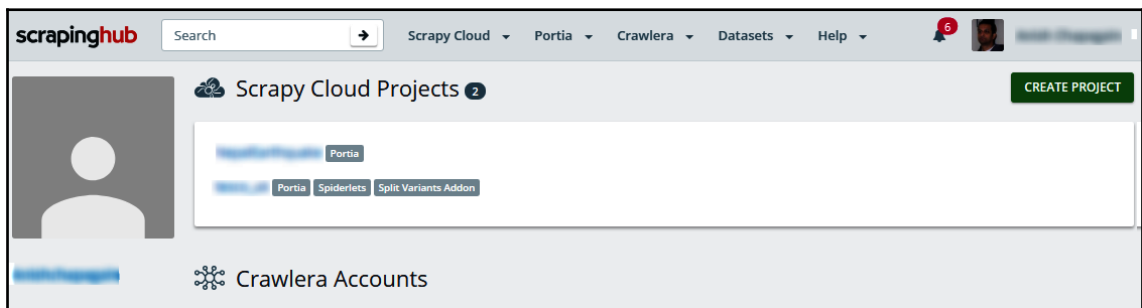 scrapinghub Search Scrapy Cloud Portia Crawlera Datasets Help 6
Scrapy Cloud Projects 2 CREATE PROJECT
Portia
Portia Spiderlets Split Variants Addon
Crawlera Accounts